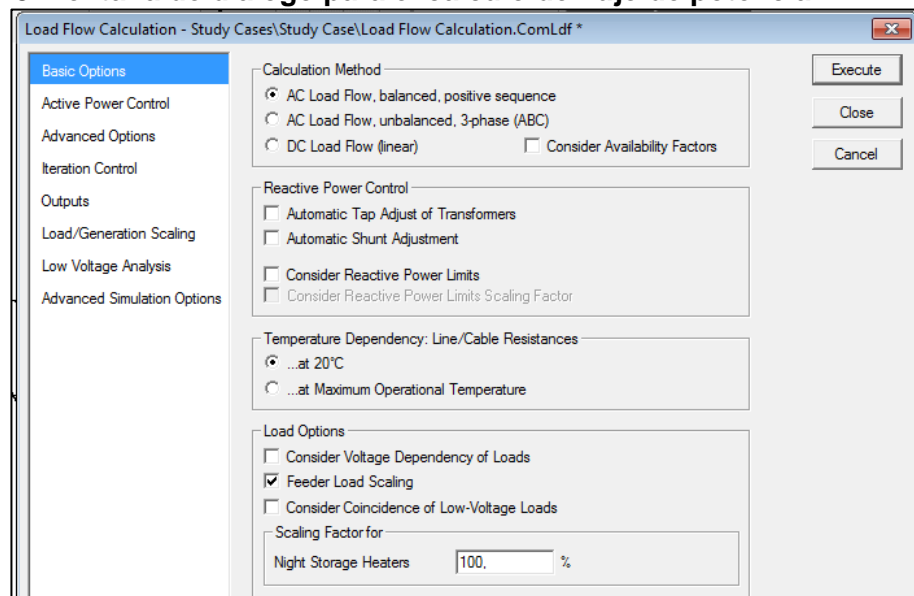 Load Flow Calculation - Study Cases\Study Case\Load Flow Calculation.ComLdf *
Basic Options
Active Power Control
Advanced Options
Iteration Control
Outputs
Load/Generation Scaling
Low Voltage Analysis
Advanced Simulation Options
Calculation Method
AC Load Flow, balanced, positive sequence
AC Load Flow, unbalanced, 3-phase (ABC)
DC Load Flow (linear) Consider Availability Factors
Reactive Power Control
Automatic Tap Adjust of Transformers
Automatic Shunt Adjustment
Consider Reactive Power Limits
Consider Reactive Power Limits Scaling Factor
Temperature Dependency: Line/Cable Resistances
...at 20°C
...at Maximum Operational Temperature
Load Options
Consider Voltage Dependency of Loads
Feeder Load Scaling
Consider Coincidence of Low-Voltage Loads
Scaling Factor for
Night Storage Heaters 100, %
Execute
Close
Cancel